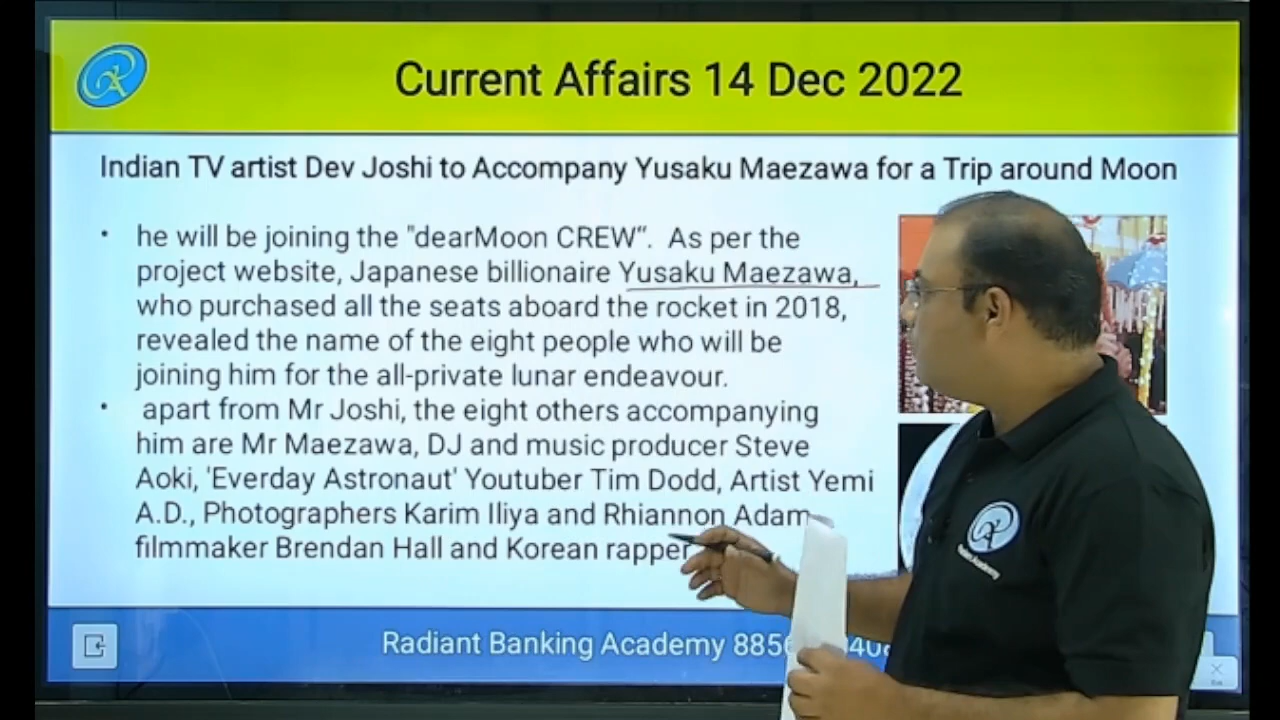 Current Affairs 14 Dec 2022
Indian TV artist Dev Joshi to Accompany Yusaku Maezawa for a Trip around Moon
• he will be joining the "dearMoon CREW“. As per the
project website, Japanese billionaire Yusaku Maezawa,
who purchased all the seats aboard the rocket in 2018,
revealed the name of the eight people who will be
joining him for the all-private lunar endeavour.
• apart from Mr Joshi, the eight others accompanying
him are Mr Maezawa, DJ and music producer Steve
Aoki, 'Everday Astronaut' Youtuber Tim Dodd, Artist Yemi
A.D., Photographers Karim Iliya and Rhiannon Adam
filmmaker Brendan Hall and Korean rapper
Radiant Banking Academy